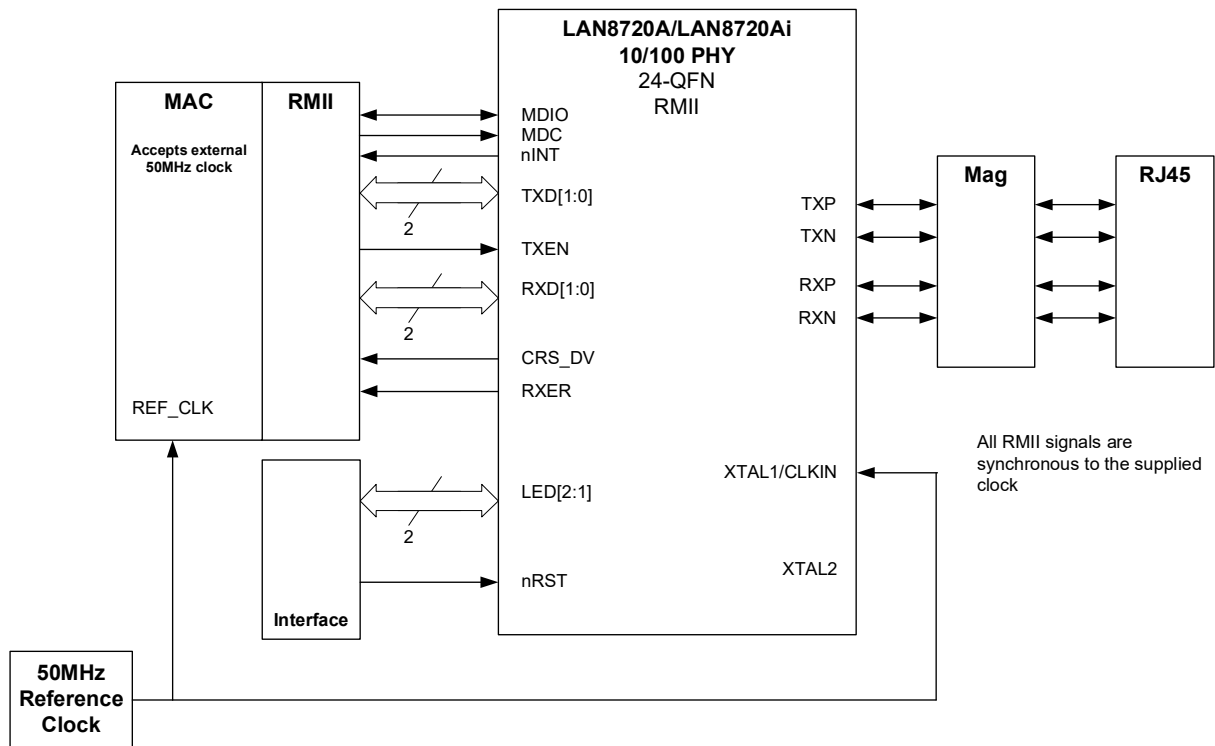 LAN8720A/LAN8720Ai
10/100 PHY
24-QFN
RMII
MAC
RMII
Accepts external
50MHz clock
REF_CLK
MDIO
MDC
nINT
TXD[1:0]
2
TXEN
RXD[1:0]
2
CRS_DV
RXER
LED[2:1]
2
nRST
Interface
TXP
TXN
RXP
RXN
XTAL1/CLKIN
XTAL2
Mag
RJ45
All RMII signals are
synchronous to the supplied
clock
50MHz
Reference
Clock